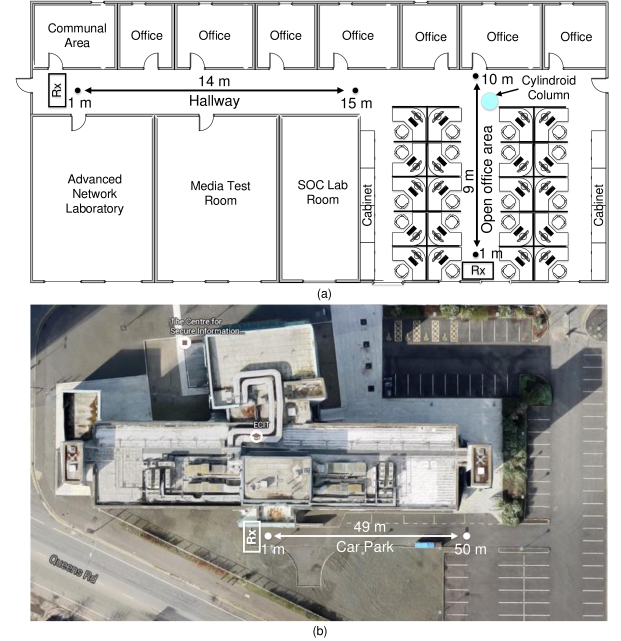 Communal
Area
Office
Office
Office
Office
Office
Office
Office
Rx
1 m
14 m
Hallway
15 m
10 m
Cylindroid
Column
9 m
Open office area
1 m
Rx
Advanced
Network
Laboratory
Media Test
Room
SOC Lab
Room
Cabinet
Cabinet
(a)
The Centre for
Secure Information...
ECIT
Rx
1 m
49 m
Car Park
50 m
Queens Rd
(b)